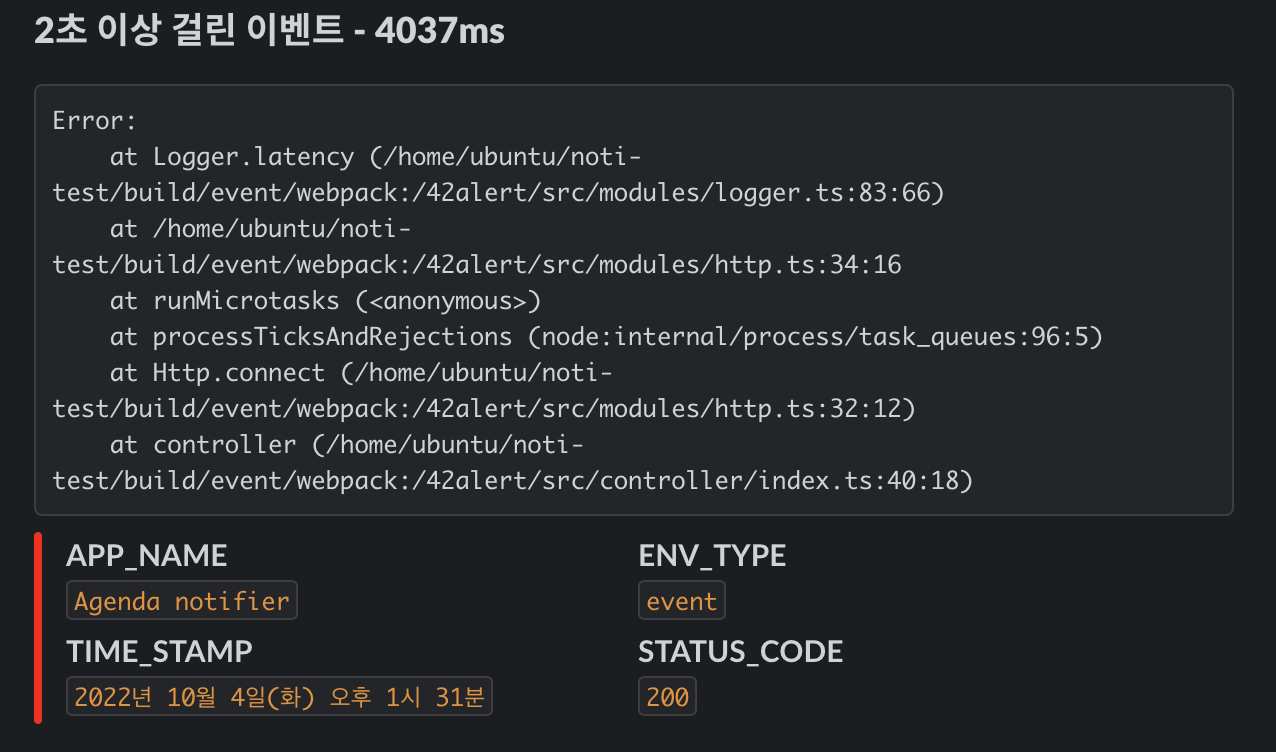 2초 이상 걸린 이벤트 - 4037ms
Error:
    at Logger.latency (/home/ubuntu/noti-
test/build/event/webpack:/42alert/src/modules/logger.ts:83:66)
    at /home/ubuntu/noti-
test/build/event/webpack:/42alert/src/modules/http.ts:34:16
    at runMicrotasks (<anonymous>)
    at processTicksAndRejections (node:internal/process/task_queues:96:5)
    at Http.connect (/home/ubuntu/noti-
test/build/event/webpack:/42alert/src/modules/http.ts:32:12)
    at controller (/home/ubuntu/noti-
test/build/event/webpack:/42alert/src/controller/index.ts:40:18)
APP_NAME
Agenda notifier
ENV_TYPE
event
TIME_STAMP
2022년 10월 4일(화) 오후 1시 31분
STATUS_CODE
200